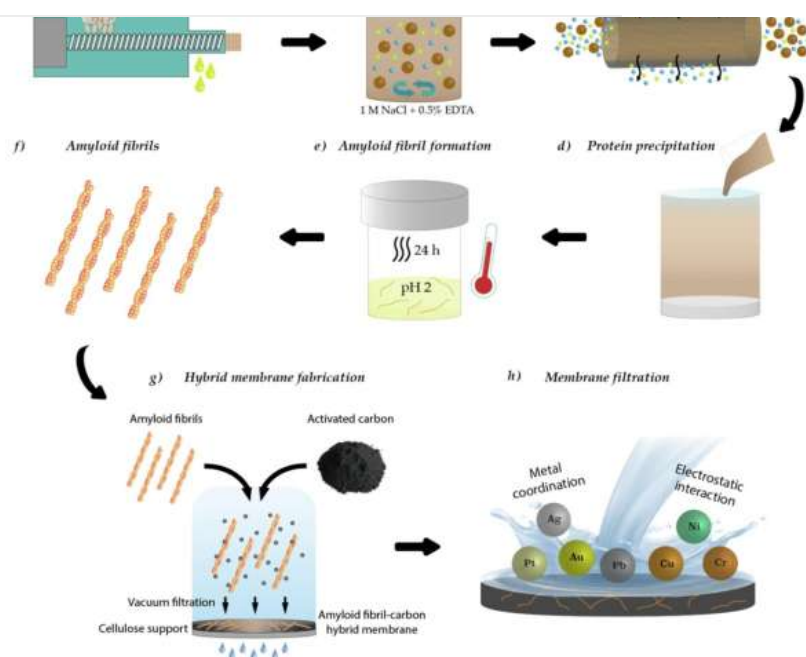 1 M NaCl + 0.5% EDTA
f) Amyloid fibrils
e) Amyloid fibril formation
d) Protein precipitation
24 h
pH 2
g) Hybrid membrane fabrication
h) Membrane filtration
Amyloid fibrils
Activated carbon
Vacuum filtration
Cellulose support
Amyloid fibril-carbon
hybrid membrane
Metal
coordination
Electrostatic
interaction
Ag
Ni
Pt
Au
Pb
Cu
Cr